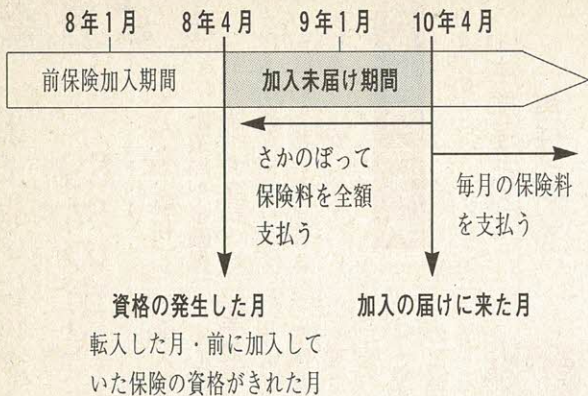 8年1月 8年4月 9年1月 10年4月
前保険加入期間 加入未届け期間
さかのぼって
保険料を全額
支払う
毎月の保険料
を支払う
資格の発生した月
転入した月・前に加入して
いた保険の資格がきれた月
加入の届けに来た月